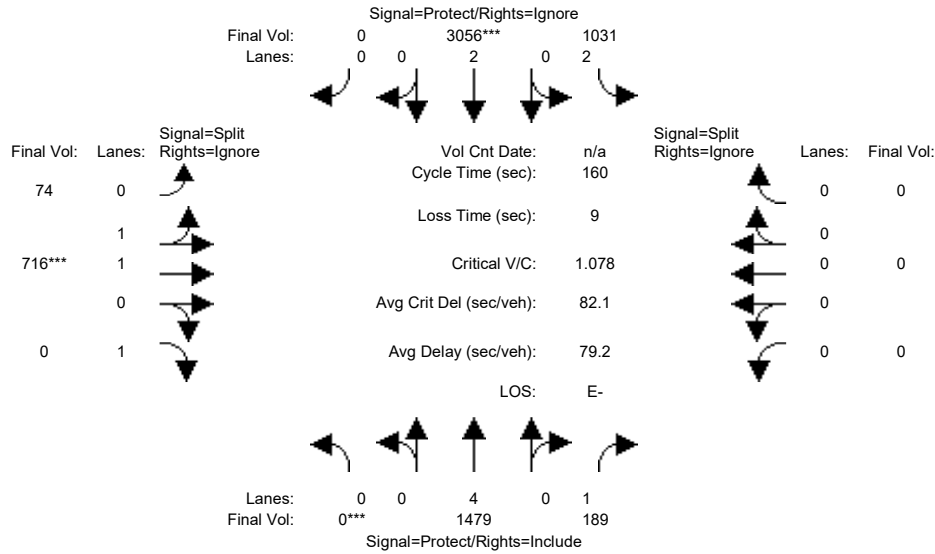 Signal=Protect/Rights=Ignore
Final Vol: 0 3056*** 1031
Lanes: 0 0 2 0 2
Signal=Split Signal=Split
Final Vol: Lanes: Rights=Ignore Vol Cnt Date: n/a Rights=Ignore Lanes: Final Vol:
Cycle Time (sec): 160
74 0 0 0
Loss Time (sec): 9
1 0
716*** 1 Critical V/C: 1.078 0 0
0 Avg Crit Del (sec/veh): 82.1 0
0 1 Avg Delay (sec/veh): 79.2 0 0
LOS: E-
Lanes: 0 0 4 0 1
Final Vol: 0*** 1479 189
Signal=Protect/Rights=Include